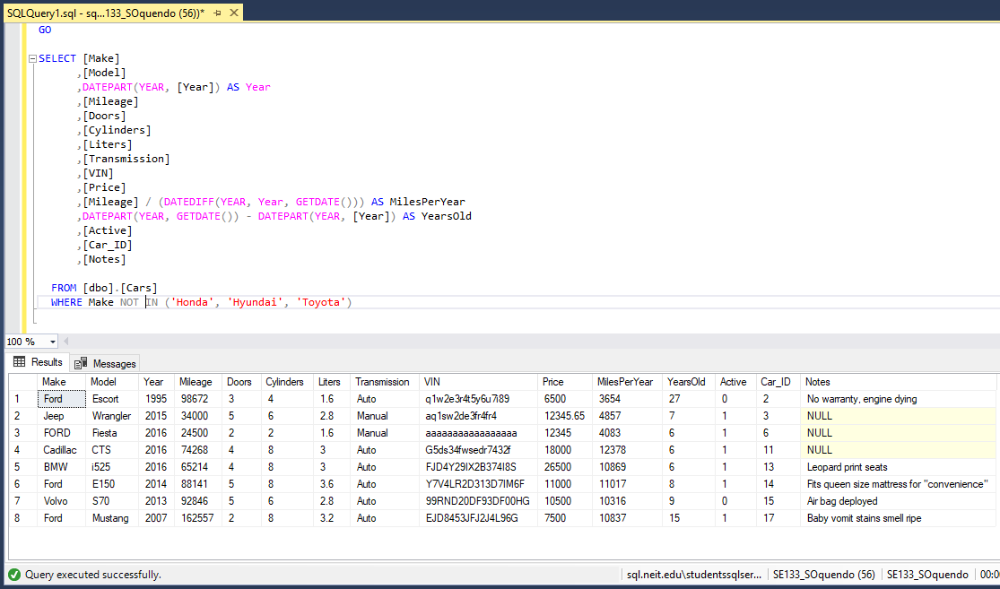 SQLQuery1.sql - sq...133_SOquendo (56))*
GO
SELECT [Make]
,[Model]
,DATEPART(YEAR, [Year]) AS Year
,[Mileage]
,[Doors]
,[Cylinders]
,[Liters]
,[Transmission]
,[VIN]
,[Price]
,[Mileage] / (DATEDIFF(YEAR, Year, GETDATE())) AS MilesPerYear
,DATEPART(YEAR, GETDATE()) - DATEPART(YEAR, [Year]) AS YearsOld
,[Active]
,[Car_ID]
,[Notes]
FROM [dbo].[Cars]
WHERE Make NOT IN ('Honda', 'Hyundai', 'Toyota')
100 %
Results Messages
Make Model Year Mileage Doors Cylinders Liters Transmission VIN Price MilesPerYear YearsOld Active Car_ID Notes
1 Ford Escort 1995 98672 3 4 1.6 Auto q1w2e3r4t5y6u7i89 6500 3654 27 0 2 No warranty, engine dying
2 Jeep Wrangler 2015 34000 5 6 2.8 Manual aq1sw2de3fr4fr4 12345.65 4857 7 1 3 NULL
3 FORD Fiesta 2016 24500 2 2 1.6 Manual aaaaaaaaaaaaaaaaa 12345 4083 6 1 6 NULL
4 Cadillac CTS 2016 74268 4 8 3 Auto G5ds34fwsedr7432f 18000 12378 6 1 11 NULL
5 BMW i525 2016 65214 4 8 3 Auto FJD4Y29IX2B374I8S 26500 10869 6 1 13 Leopard print seats
6 Ford E150 2014 88141 5 8 3.6 Auto Y7V4LR2D313D7IM6F 11000 11017 8 1 14 Fits queen size mattress for "convenience"
7 Volvo S70 2013 92846 5 6 2.8 Auto 99RND20DF93DF00HG 10500 10316 9 0 15 Air bag deployed
8 Ford Mustang 2007 162557 2 8 3.2 Auto EJD8453JFJ2J4L96G 7500 10837 15 1 17 Baby vomit stains smell ripe
Query executed successfully. sql.neit.edu\studentssqlser... SE133_SOquendo (56) SE133_SOquendo 00:0